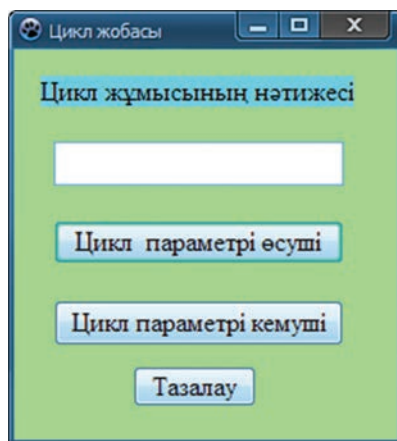 Цикл жобасы
Цикл жұмысының нәтижесі
Цикл параметрі өсуші
Цикл параметрі кемуші
Тазалау